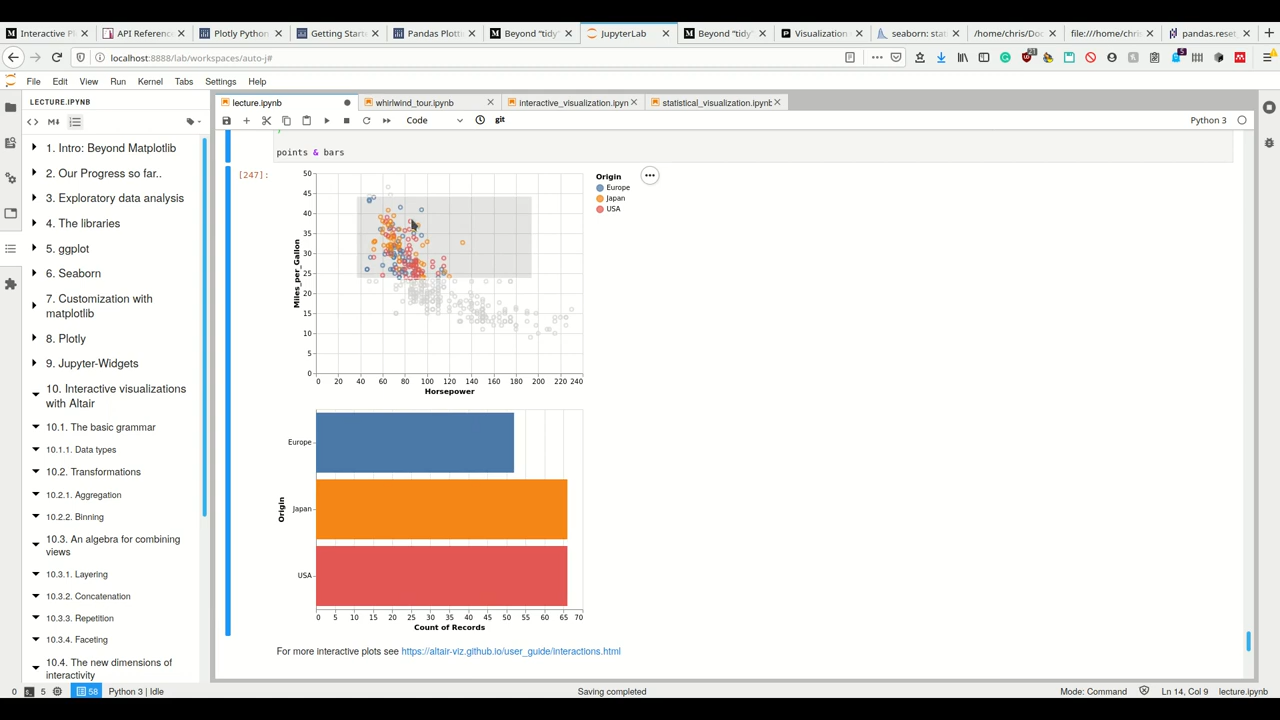 Interactive Pl
API Reference
Plotly Python
Getting Starte
Pandas Plotti
Beyond "tidy"
JupyterLab
Beyond "tidy"
Visualization
seaborn: stat
/home/chris/Doc
file:///home/chris
pandas.reset
localhost:8888/lab/workspaces/auto-j#
File Edit View Run Kernel Tabs Settings Help
LECTURE.IPYNB
lecture.ipynb
whirlwind_tour.ipynb
interactive_visualization.ipyn
statistical_visualization.ipynb
Code
git
Python 3
1. Intro: Beyond Matplotlib
2. Our Progress so far..
3. Exploratory data analysis
4. The libraries
5. ggplot
6. Seaborn
7. Customization with
matplotlib
8. Plotly
9. Jupyter-Widgets
10. Interactive visualizations
with Altair
10.1. The basic grammar
10.1.1. Data types
10.2. Transformations
10.2.1. Aggregation
10.2.2. Binning
10.3. An algebra for combining
views
10.3.1. Layering
10.3.2. Concatenation
10.3.3. Repetition
10.3.4. Faceting
10.4. The new dimensions of
interactivity
points & bars
[247]:
50
45
40
35
30
25
20
15
10
5
0
Miles_per_Gallon
0 20 40 60 80 100 120 140 160 180 200 220 240
Horsepower
Origin
Europe
Japan
USA
Europe
Japan
USA
Origin
0 5 10 15 20 25 30 35 40 45 50 55 60 65 70
Count of Records
For more interactive plots see https://altair-viz.github.io/user_guide/interactions.html
0 5 58 Python 3 | Idle
Saving completed
Mode: Command
Ln 14, Col 9
lecture.ipynb